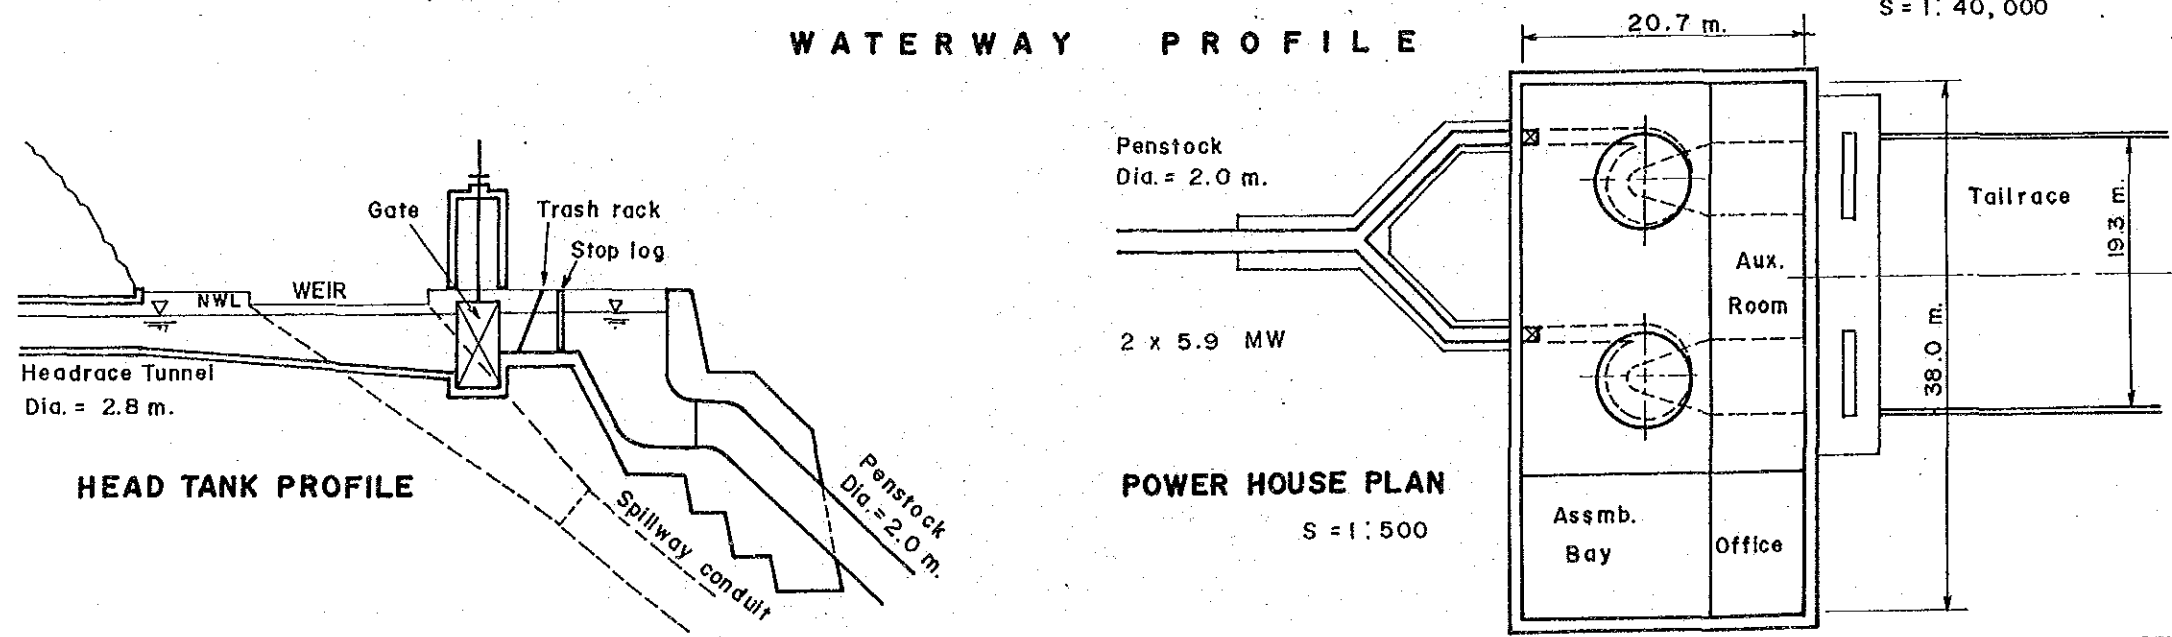 S = 1 : 40,000
WATERWAY PROFILE
20.7 m.
Gate
Trash rack
Stop log
NWL
WEIR
Headrace Tunnel
Dia. = 2.8 m.
HEAD TANK PROFILE
Spillway conduit
Penstock
Dia. = 2.0 m.
Penstock
Dia. = 2.0 m.
2 x 5.9 MW
POWER HOUSE PLAN
S = 1 : 500
Aux.
Room
Assmb.
Bay
Office
38.0 m.
Tailrace
19.3 m.